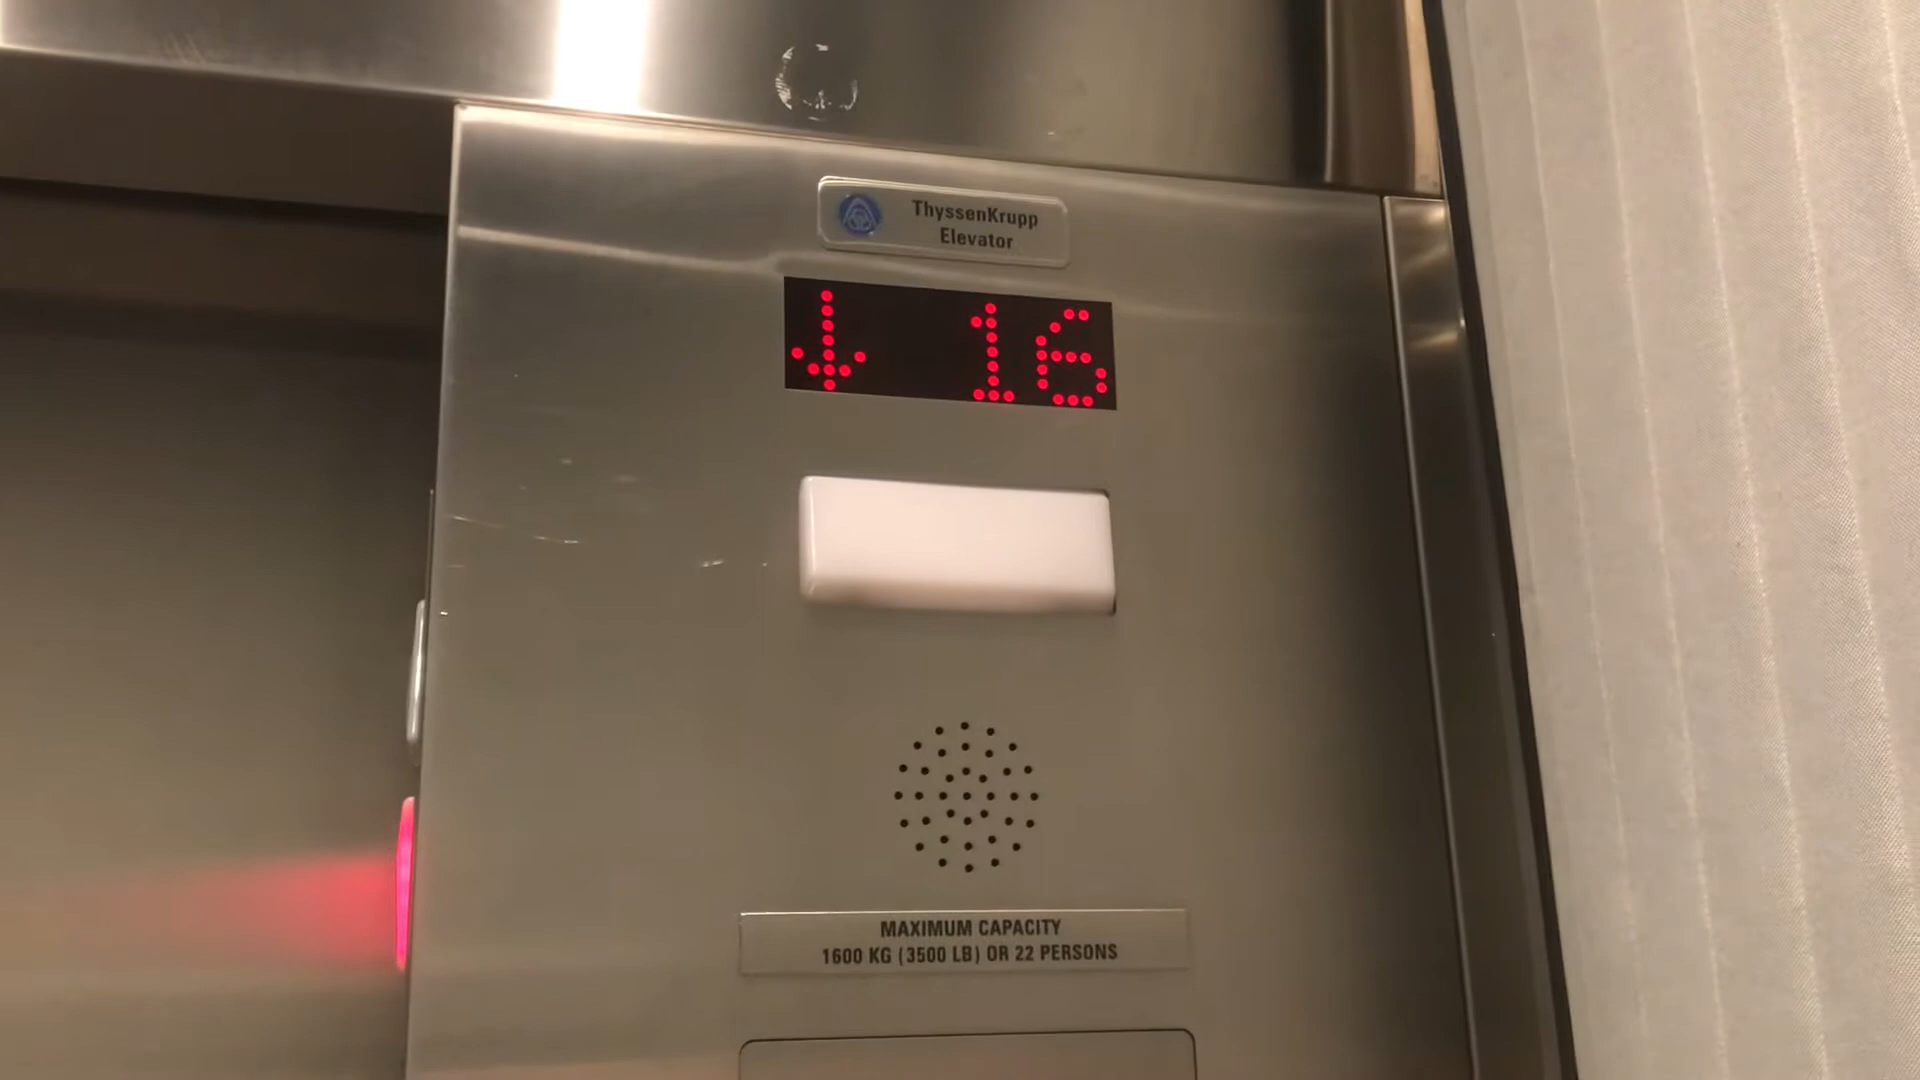 ThyssenKrupp
Elevator
↓ 16
MAXIMUM CAPACITY
1600 KG (3500 LB) OR 22 PERSONS